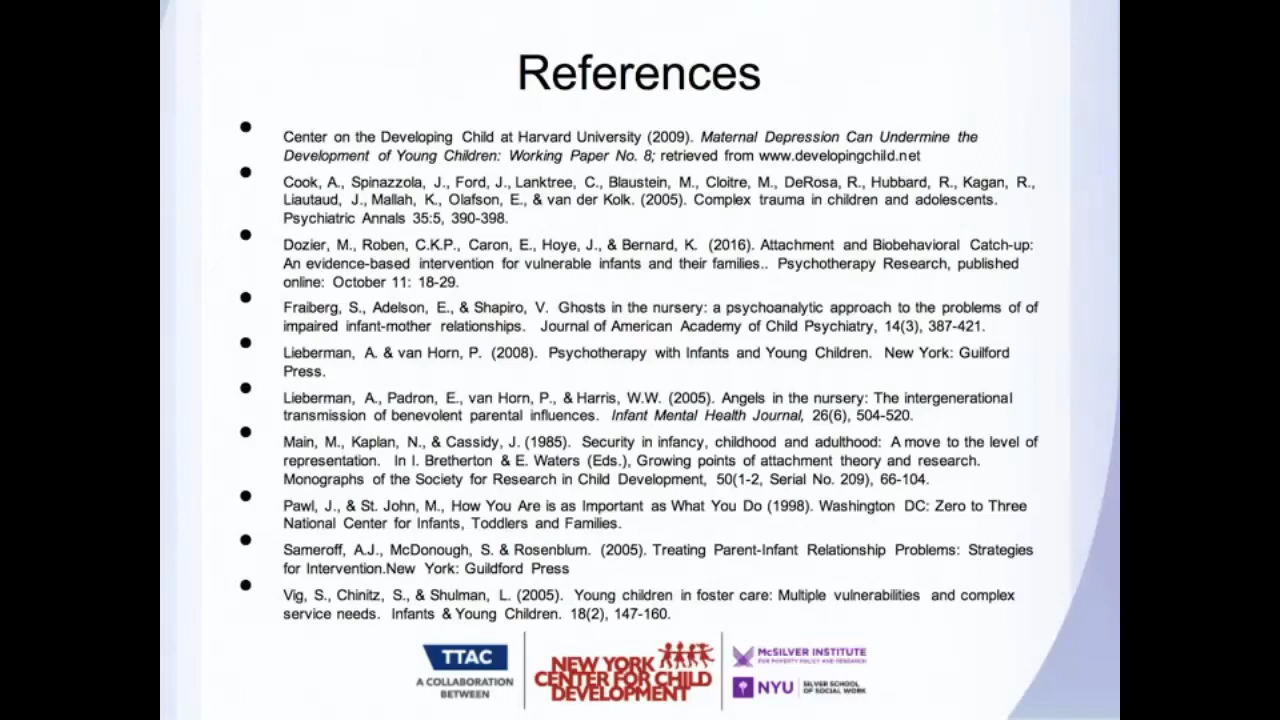 References
Center on the Developing Child at Harvard University (2009). Maternal Depression Can Undermine the
Development of Young Children: Working Paper No. 8; retrieved from www.developingchild.net
Cook, A., Spinazzola, J., Ford, J., Lanktree, C., Blaustein, M., Cloitre, M., DeRosa, R., Hubbard, R., Kagan, R.,
Liautaud, J., Mallah, K., Olafson, E., & van der Kolk. (2005). Complex trauma in children and adolescents.
Psychiatric Annals 35:5, 390-398.
Dozier, M., Roben, C.K.P., Caron, E., Hoye, J., & Bernard, K. (2016). Attachment and Biobehavioral Catch-up:
An evidence-based intervention for vulnerable infants and their families.. Psychotherapy Research, published
online: October 11: 18-29.
Fraiberg, S., Adelson, E., & Shapiro, V. Ghosts in the nursery: a psychoanalytic approach to the problems of of
impaired infant-mother relationships. Journal of American Academy of Child Psychiatry, 14(3), 387-421.
Lieberman, A. & van Horn, P. (2008). Psychotherapy with Infants and Young Children. New York: Guilford
Press.
Lieberman, A., Padron, E., van Horn, P., & Harris, W.W. (2005). Angels in the nursery: The intergenerational
transmission of benevolent parental influences. Infant Mental Health Journal, 26(6), 504-520.
Main, M., Kaplan, N., & Cassidy, J. (1985). Security in infancy, childhood and adulthood: A move to the level of
representation. In I. Bretherton & E. Waters (Eds.), Growing points of attachment theory and research.
Monographs of the Society for Research in Child Development, 50(1-2, Serial No. 209), 66-104.
Pawl, J., & St. John, M., How You Are is as Important as What You Do (1998). Washington DC: Zero to Three
National Center for Infants, Toddlers and Families.
Sameroff, A.J., McDonough, S. & Rosenblum. (2005). Treating Parent-Infant Relationship Problems: Strategies
for Intervention.New York: Guildford Press
Vig, S., Chinitz, S., & Shulman, L. (2005). Young children in foster care: Multiple vulnerabilities and complex
service needs. Infants & Young Children. 18(2), 147-160.
TTAC
A COLLABORATION
BETWEEN
NEW YORK
CENTER FOR CHILD
DEVELOPMENT
McSILVER INSTITUTE
FOR POVERTY POLICY AND RESEARCH
NYU
SILVER SCHOOL
OF SOCIAL WORK